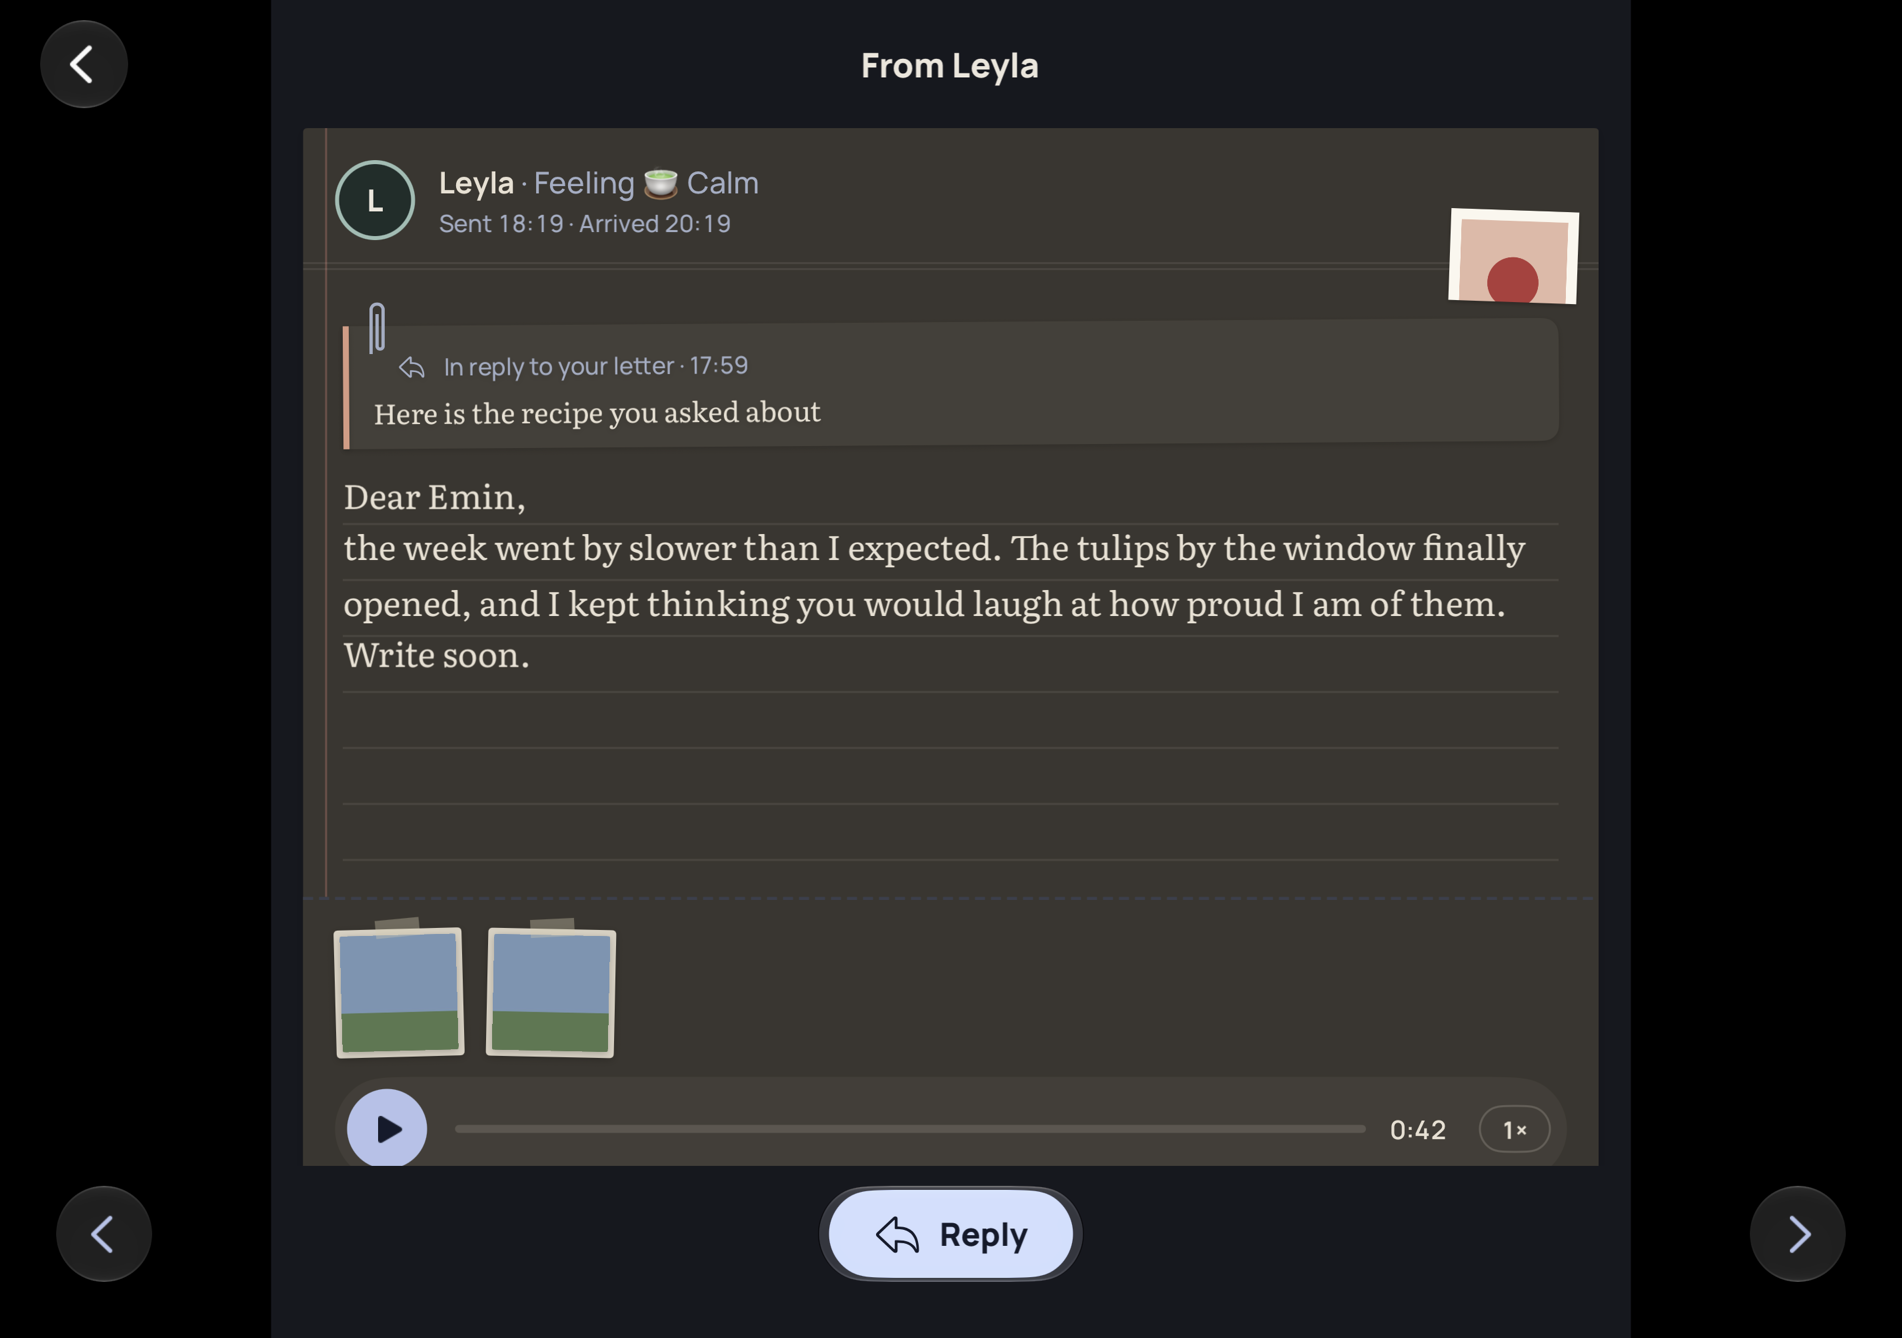 From Leyla
L
Leyla · Feeling 🍵 Calm
Sent 18:19 · Arrived 20:19
In reply to your letter · 17:59
Here is the recipe you asked about
Dear Emin,
the week went by slower than I expected. The tulips by the window finally
opened, and I kept thinking you would laugh at how proud I am of them.
Write soon.
0:42
1×
Reply